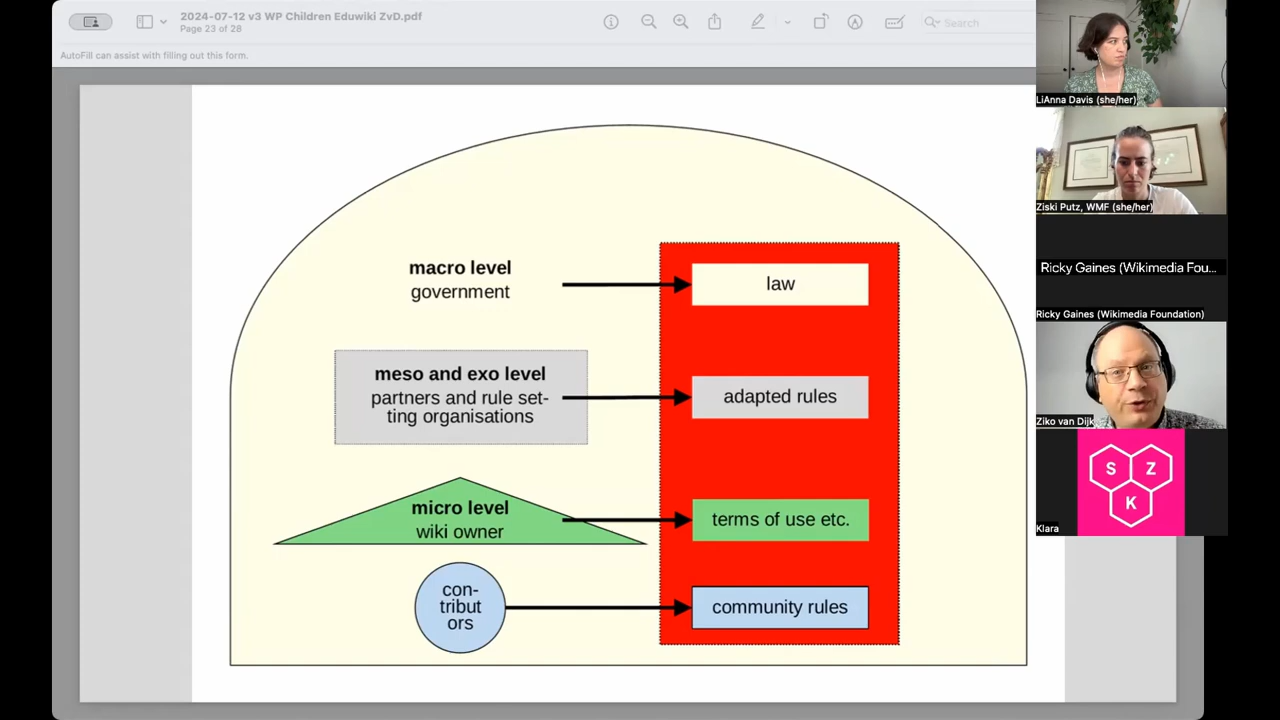 2024-07-12 v3 WP Children Eduwiki ZvD.pdf
Page 23 of 28
Search
AutoFill can assist with filling out this form.
macro level
government
law
meso and exo level
partners and rule set-
ting organisations
adapted rules
micro level
wiki owner
terms of use etc.
con-
tribut
ors
community rules
LiAnna Davis (she/her)
Ziski Putz, WMF (she/her)
Ricky Gaines (Wikimedia Fou...
Ricky Gaines (Wikimedia Foundation)
Ziko van Dijk
S Z
K
Klara